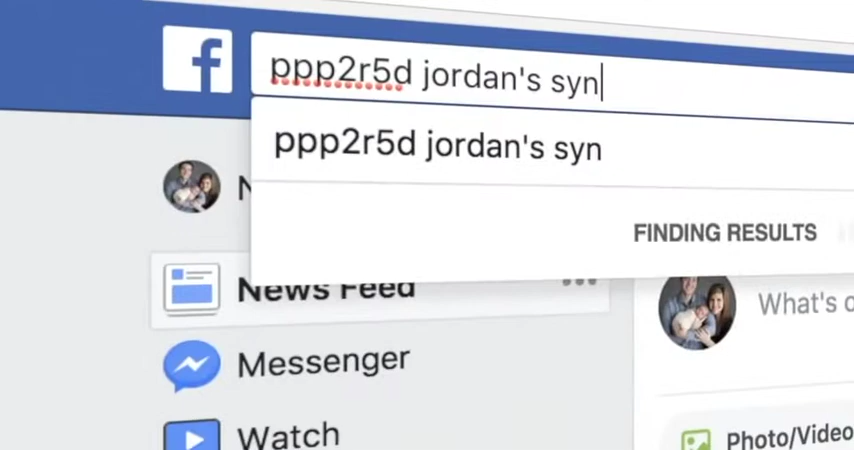 f
ppp2r5d jordan's syn
ppp2r5d jordan's syn
N
FINDING RESULTS
News Feed
What's o
Messenger
Watch
Photo/Video